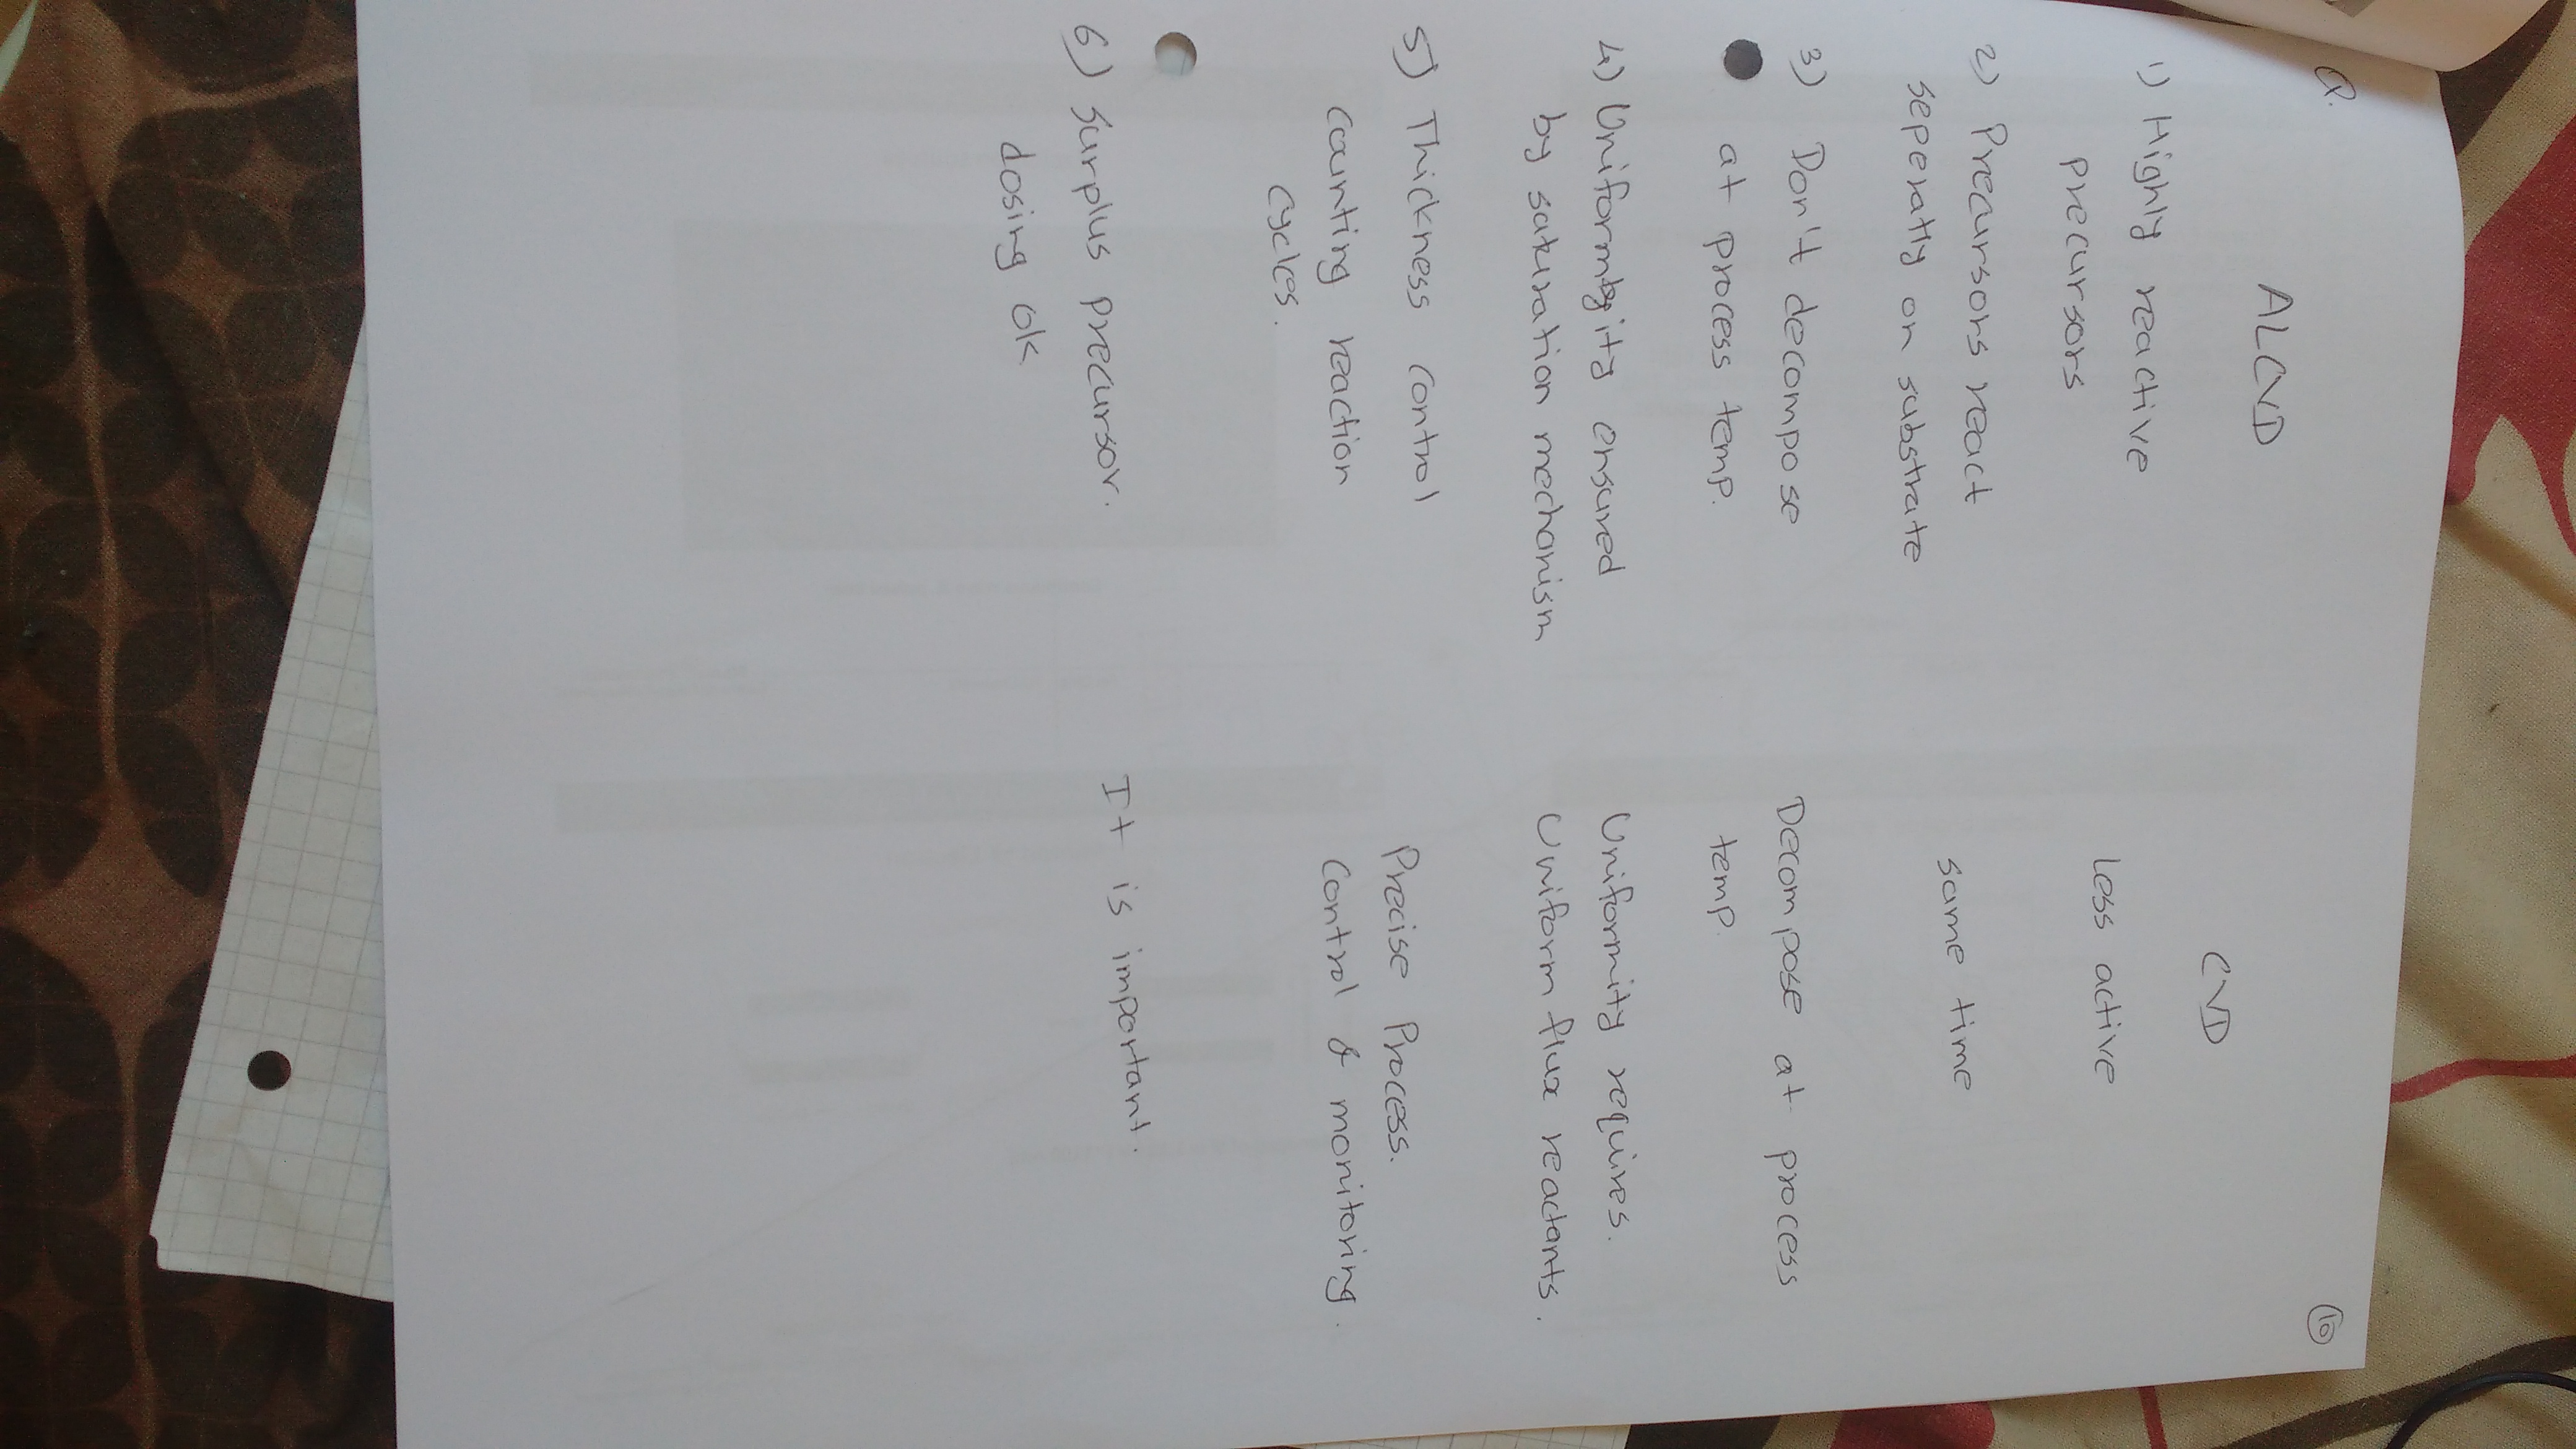 Q.
10
ALCVD
CVD
1) Highly reactive
precursors
Less active
2) Precursors react
seperatly on substrate
same time
3) Don't decompose
at process temp.
Decompose at process
temp.
4) Uniformity ensured
by saturation mechanism
Uniformity requires.
Uniform flux reactants.
5) Thickness control
counting reaction
cycles.
Precise Process.
Control & monitoring.
6) Surplus precursor.
dosing ok
It is important.